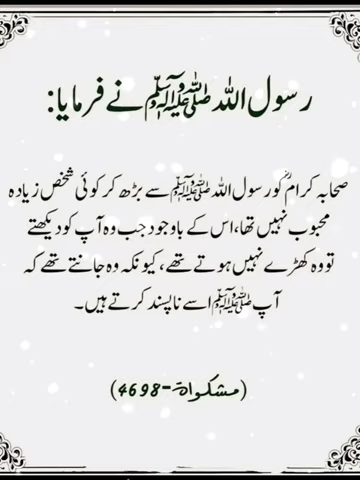 رسول اللہ ﷺ نے فرمایا:
صحابہ کرامؓ کو رسول اللہ ﷺ سے بڑھ کر کوئی شخص زیادہ
محبوب نہیں تھا، اس کے باوجود جب وہ آپ کو دیکھتے
تو وہ کھڑے نہیں ہوتے تھے، کیونکہ وہ جانتے تھے کہ
آپ ﷺ اسے ناپسند کرتے ہیں۔
(مشکواۃ-4698)